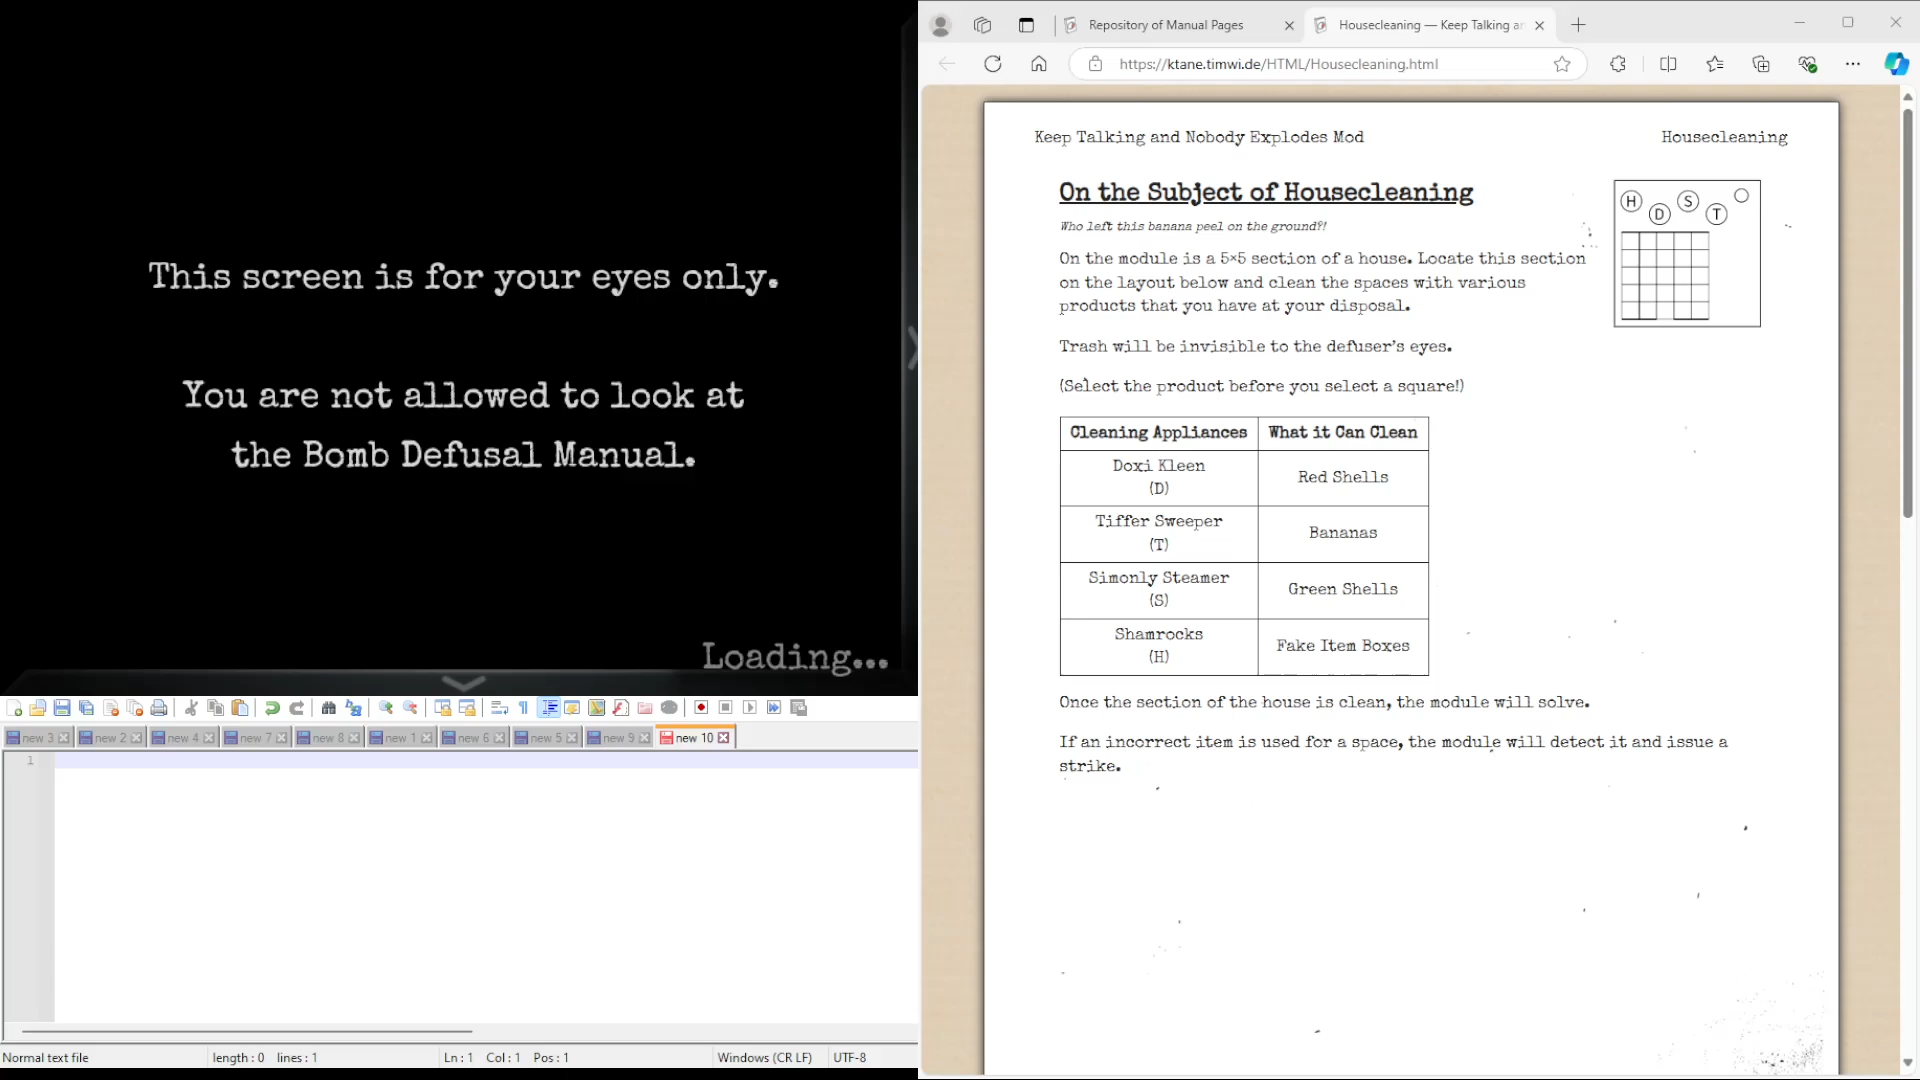 This screen is for your eyes only.
You are not allowed to look at
the Bomb Defusal Manual.
Loading...
new 3
new 2
new 4
new 7
new 8
new 1
new 6
new 5
new 9
new 10
1
Normal text file
length : 0 lines : 1
Ln : 1 Col : 1 Pos : 1
Windows (CR LF)
UTF-8
Repository of Manual Pages
Housecleaning — Keep Talking an
https://ktane.timwi.de/HTML/Housecleaning.html
Keep Talking and Nobody Explodes Mod
Housecleaning
On the Subject of Housecleaning
Who left this banana peel on the ground?!
On the module is a 5×5 section of a house. Locate this section
on the layout below and clean the spaces with various
products that you have at your disposal.
H
D
S
T
Trash will be invisible to the defuser's eyes.
(Select the product before you select a square!)
Cleaning Appliances
What it Can Clean
Doxi Kleen
(D)
Red Shells
Tiffer Sweeper
(T)
Bananas
Simonly Steamer
(S)
Green Shells
Shamrocks
(H)
Fake Item Boxes
Once the section of the house is clean, the module will solve.
If an incorrect item is used for a space, the module will detect it and issue a
strike.